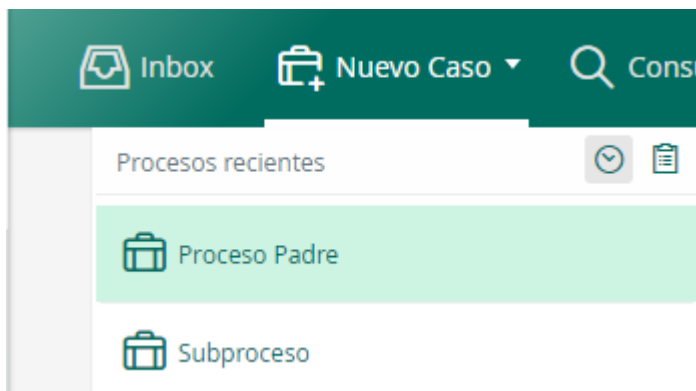 Inbox
Nuevo Caso
Procesos recientes
Proceso Padre
Subproceso